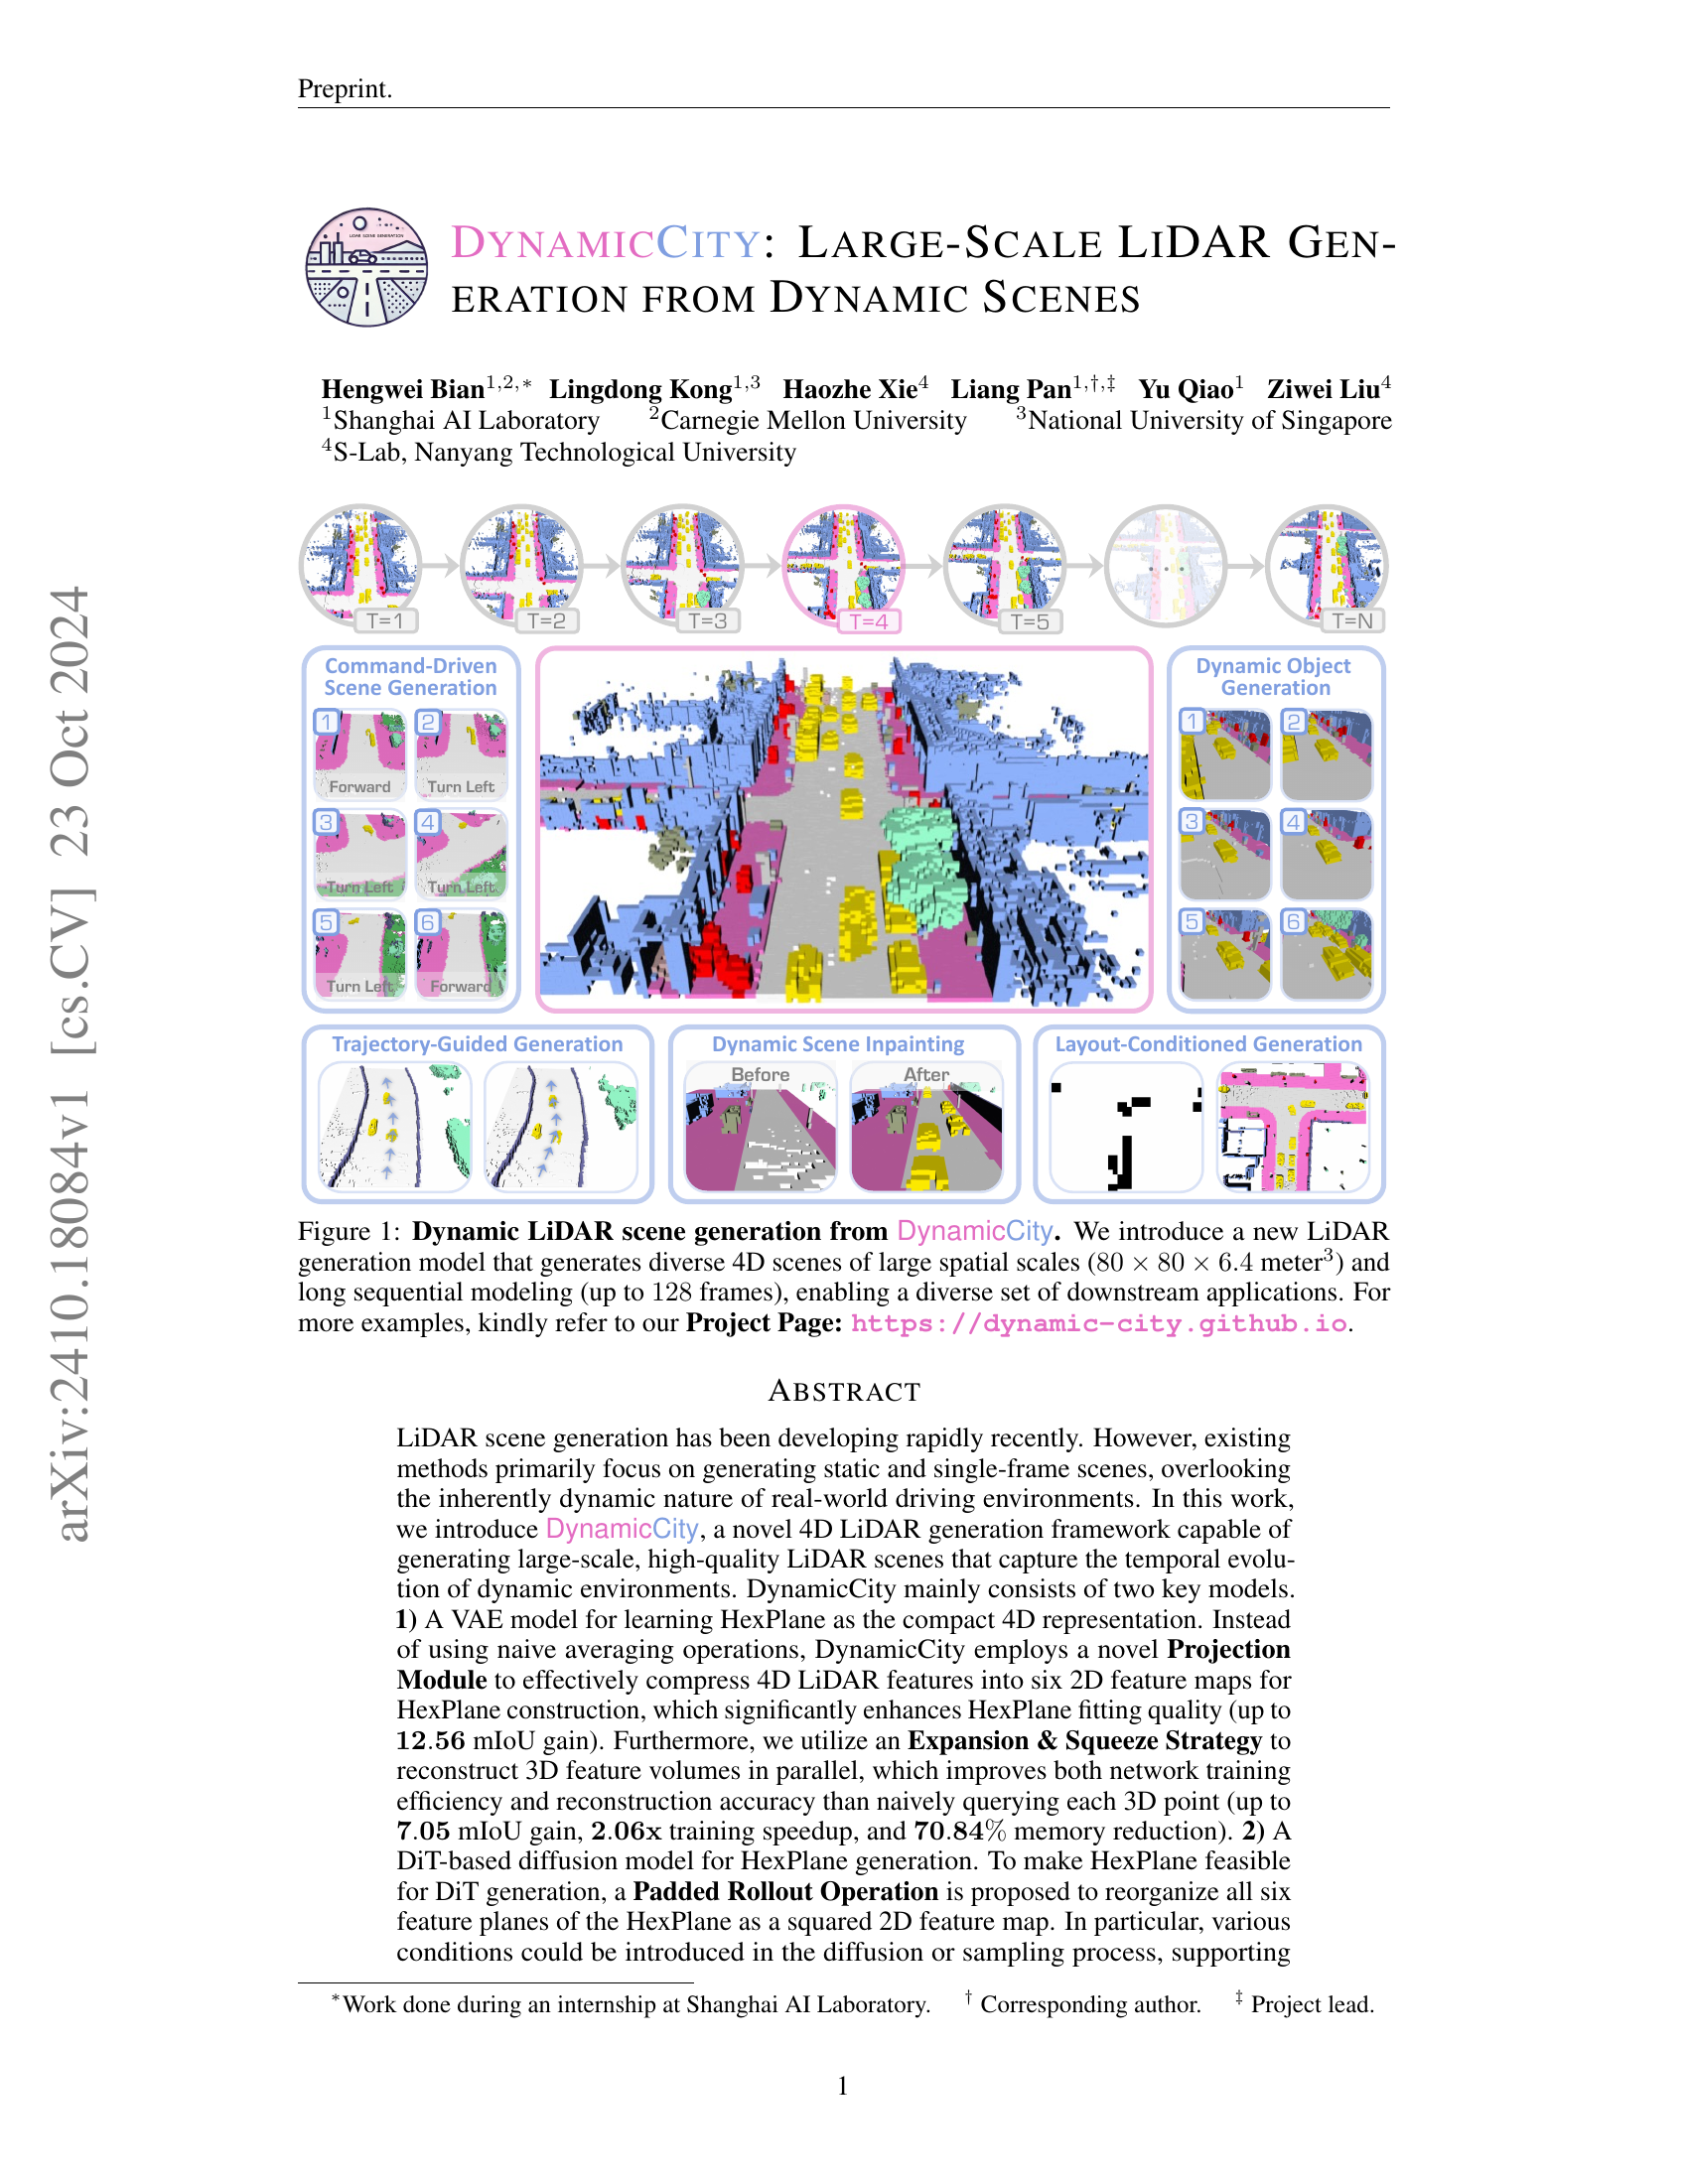 Preprint.
DYNAMICCITY: LARGE-SCALE LIDAR GEN-
ERATION FROM DYNAMIC SCENES
Hengwei Bian1,2,* Lingdong Kong1,3 Haozhe Xie4 Liang Pan1,†,‡ Yu Qiao1 Ziwei Liu4
1Shanghai AI Laboratory 2Carnegie Mellon University 3National University of Singapore
4S-Lab, Nanyang Technological University
T=1 T=2 T=3 T=4 T=5 T=N
Command-Driven
Scene Generation
1 2
Forward Turn Left
3 4
Turn Left Turn Left
5 6
Turn Left Forward
Dynamic Object
Generation
1 2
3 4
5 6
Trajectory-Guided Generation
Dynamic Scene Inpainting
Before After
Layout-Conditioned Generation
Figure 1: Dynamic LiDAR scene generation from DynamicCity. We introduce a new LiDAR
generation model that generates diverse 4D scenes of large spatial scales (80 × 80 × 6.4 meter3) and
long sequential modeling (up to 128 frames), enabling a diverse set of downstream applications. For
more examples, kindly refer to our Project Page: https://dynamic-city.github.io.
ABSTRACT
LiDAR scene generation has been developing rapidly recently. However, existing
methods primarily focus on generating static and single-frame scenes, overlooking
the inherently dynamic nature of real-world driving environments. In this work,
we introduce DynamicCity, a novel 4D LiDAR generation framework capable of
generating large-scale, high-quality LiDAR scenes that capture the temporal evolu-
tion of dynamic environments. DynamicCity mainly consists of two key models.
1) A VAE model for learning HexPlane as the compact 4D representation. Instead
of using naive averaging operations, DynamicCity employs a novel Projection
Module to effectively compress 4D LiDAR features into six 2D feature maps for
HexPlane construction, which significantly enhances HexPlane fitting quality (up to
12.56 mIoU gain). Furthermore, we utilize an Expansion & Squeeze Strategy to
reconstruct 3D feature volumes in parallel, which improves both network training
efficiency and reconstruction accuracy than naively querying each 3D point (up to
7.05 mIoU gain, 2.06x training speedup, and 70.84% memory reduction). 2) A
DiT-based diffusion model for HexPlane generation. To make HexPlane feasible
for DiT generation, a Padded Rollout Operation is proposed to reorganize all six
feature planes of the HexPlane as a squared 2D feature map. In particular, various
conditions could be introduced in the diffusion or sampling process, supporting
*Work done during an internship at Shanghai AI Laboratory. † Corresponding author. ‡ Project lead.
1
arXiv:2410.18084v1 [cs.CV] 23 Oct 2024